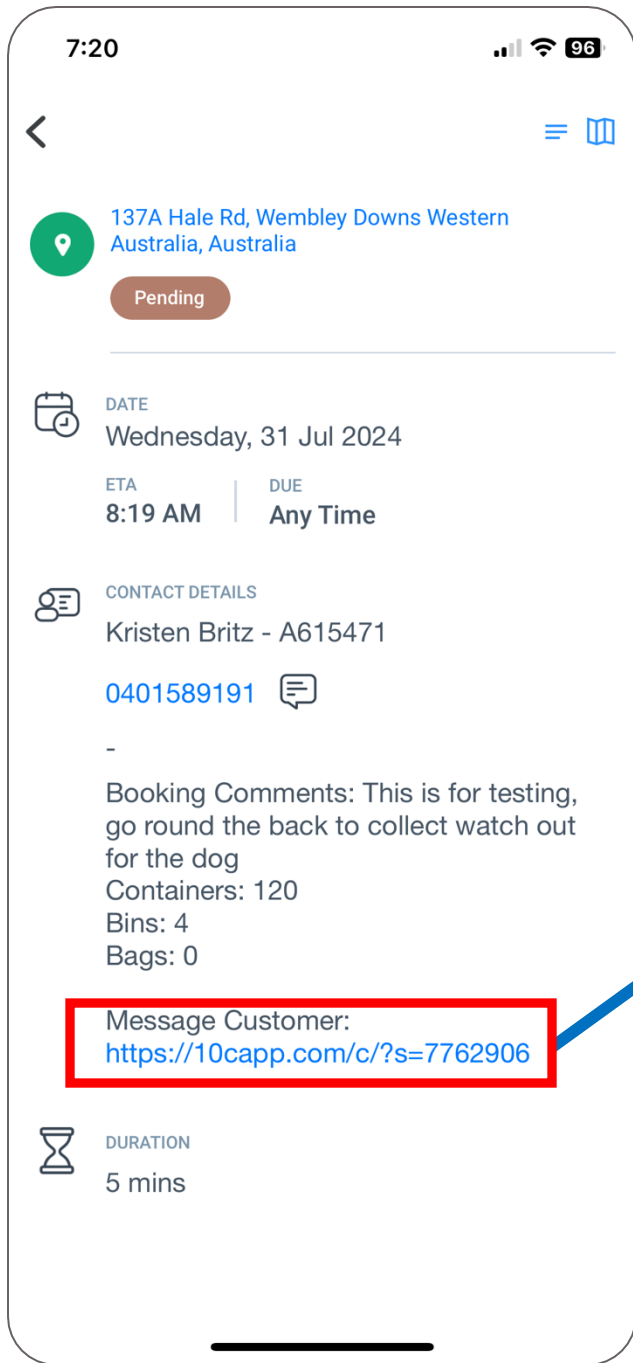 7:20
96
137A Hale Rd, Wembley Downs Western
Australia, Australia
Pending
DATE
Wednesday, 31 Jul 2024
ETA
DUE
8:19 AM
Any Time
CONTACT DETAILS
Kristen Britz - A615471
0401589191
-
Booking Comments: This is for testing,
go round the back to collect watch out
for the dog
Containers: 120
Bins: 4
Bags: 0
Message Customer:
https://10capp.com/c/?s=7762906
DURATION
5 mins